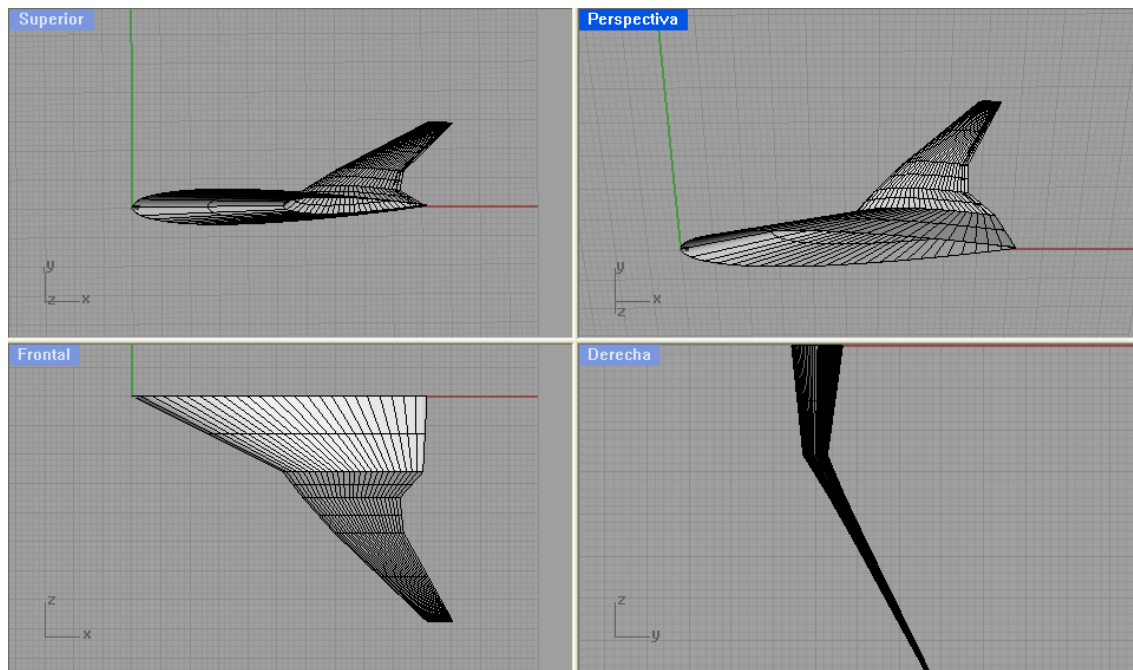 Superior
y
z x
Perspectiva
y
x
z
Frontal
z
x
Derecha
z
y